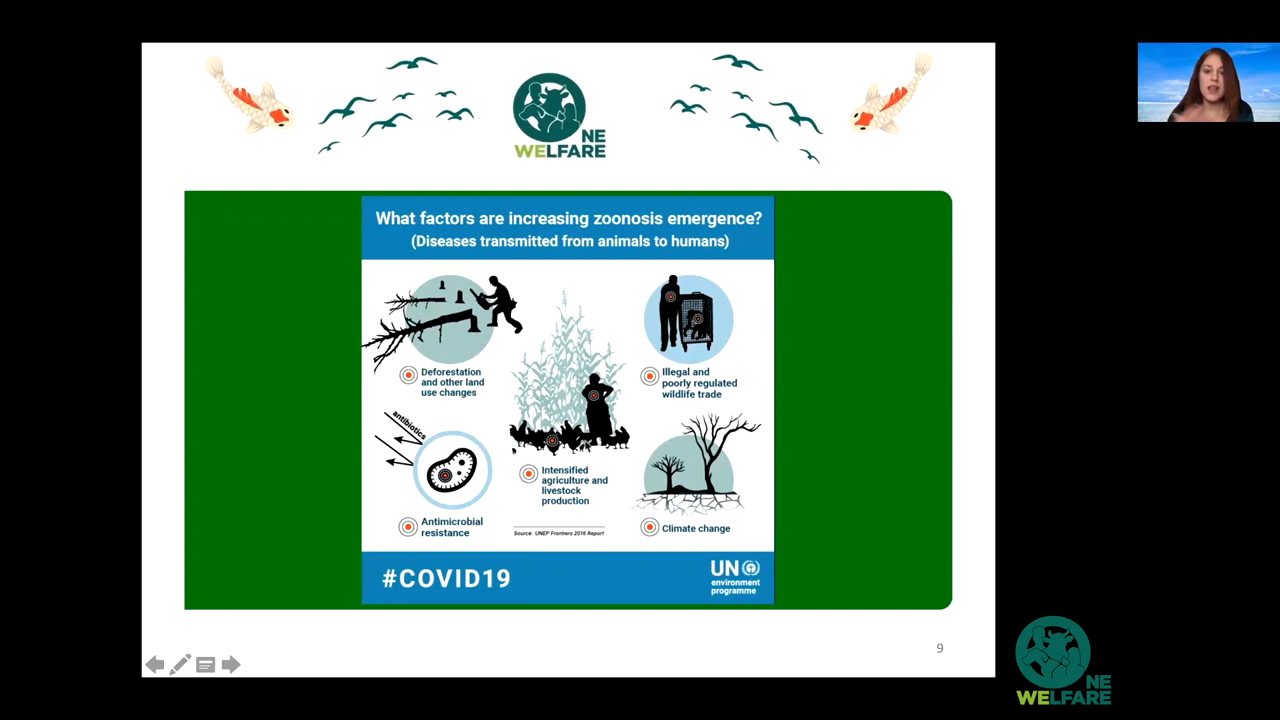 ONE
WELFARE
What factors are increasing zoonosis emergence?
(Diseases transmitted from animals to humans)
Deforestation
and other land
use changes
Illegal and
poorly regulated
wildlife trade
antibiotics
Antimicrobial
resistance
Intensified
agriculture and
livestock
production
Climate change
Source: UNEP Frontiers 2016 Report
#COVID19
UN
environment
programme
9
ONE
WELFARE